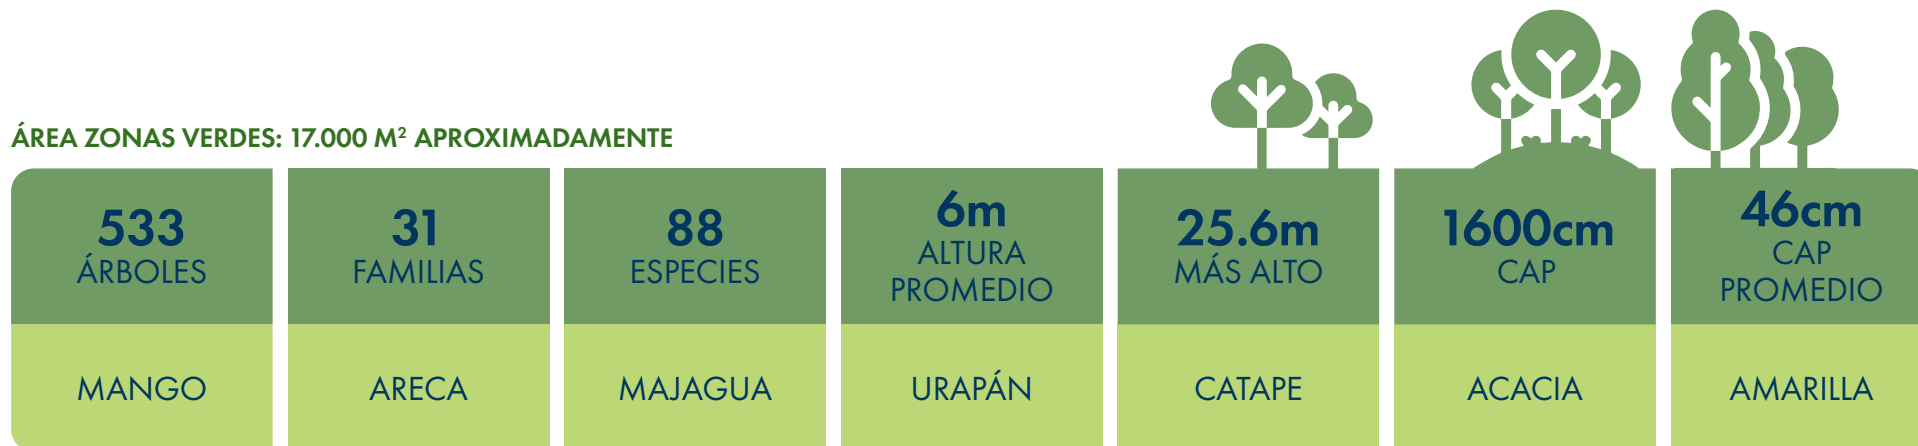 ÁREA ZONAS VERDES: 17.000 M² APROXIMADAMENTE
533
ÁRBOLES
31
FAMILIAS
88
ESPECIES
6m
ALTURA
PROMEDIO
25.6m
MÁS ALTO
1600cm
CAP
46cm
CAP
PROMEDIO
MANGO
ARECA
MAJAGUA
URAPÁN
CATAPE
ACACIA
AMARILLA